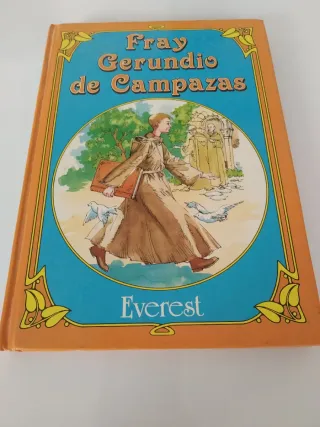 Fray
Gerundio
de Campazas
Everest